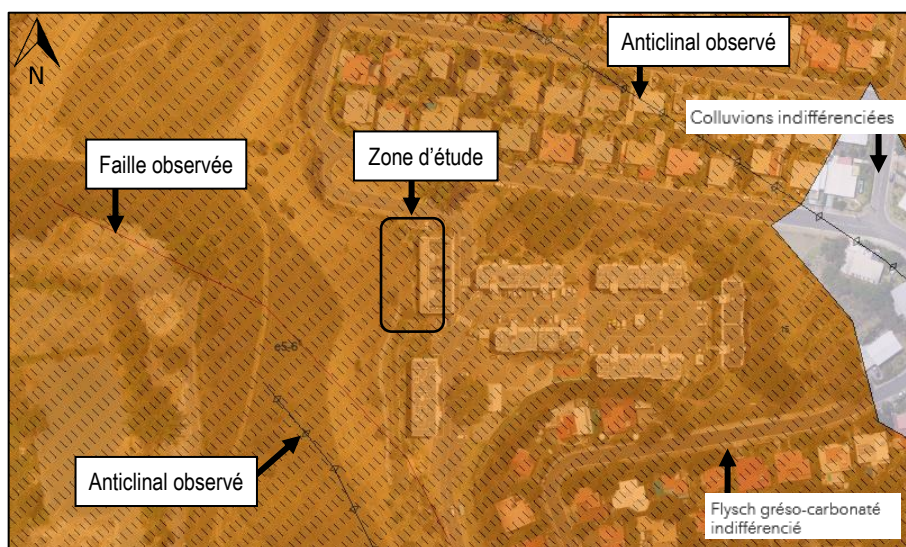 Anticlinal observé
N
Colluvions indifférenciées
Zone d'étude
Faille observée
e5-6
Anticlinal observé
Flysch gréso-carbonaté
indifférencié